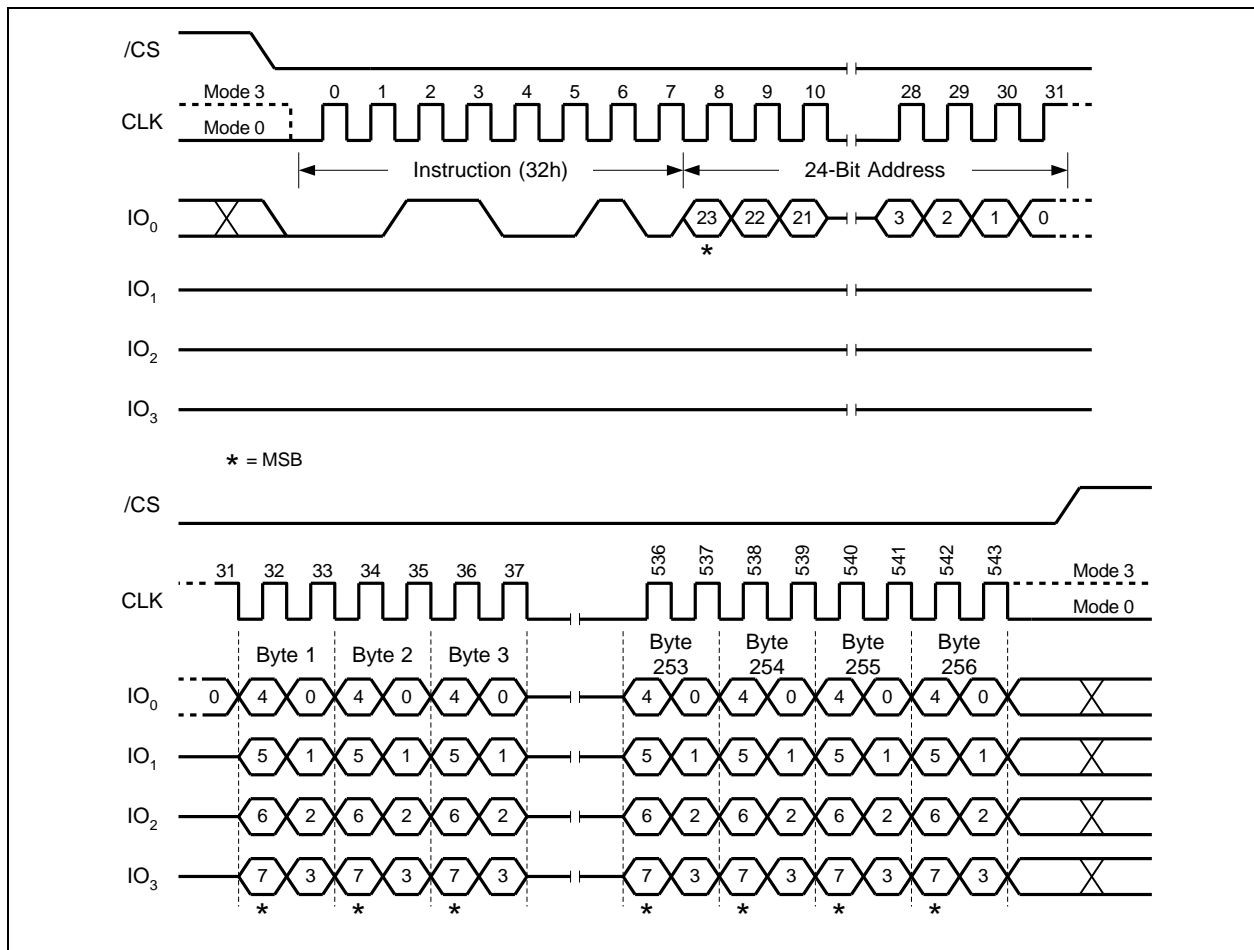 /CS
Mode 3 0 1 2 3 4 5 6 7 8 9 10 28 29 30 31
CLK
Mode 0
Instruction (32h) 24-Bit Address
IO0 23 22 21 3 2 1 0
*
IO1
IO2
IO3
* = MSB
/CS
31 32 33 34 35 36 37 536 537 538 539 540 541 542 543
Mode 3
CLK
Mode 0
Byte 1 Byte 2 Byte 3 Byte 253 Byte 254 Byte 255 Byte 256
IO0 0 4 0 4 0 4 0 4 0 4 0 4 0 4 0
IO1 5 1 5 1 5 1 5 1 5 1 5 1 5 1
IO2 6 2 6 2 6 2 6 2 6 2 6 2 6 2
IO3 7 3 7 3 7 3 7 3 7 3 7 3 7 3
* * * * * * *